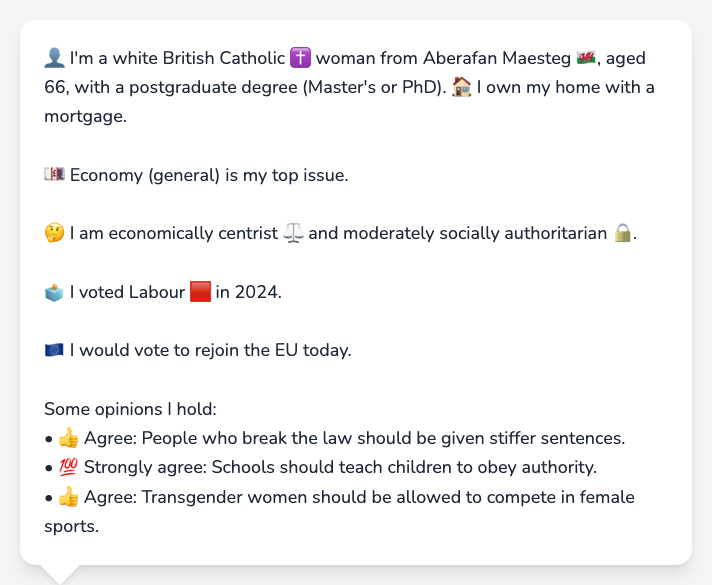 👤 I'm a white British Catholic ✝️ woman from Aberafan Maesteg 🏴󠁧󠁢󠁷󠁬󠁳󠁿, aged
66, with a postgraduate degree (Master's or PhD). 🏠 I own my home with a
mortgage.
💷 Economy (general) is my top issue.
🤔 I am economically centrist ⚖️ and moderately socially authoritarian 🔒.
🗳️ I voted Labour 🟥 in 2024.
🇪🇺 I would vote to rejoin the EU today.
Some opinions I hold:
• 👍 Agree: People who break the law should be given stiffer sentences.
• 💯 Strongly agree: Schools should teach children to obey authority.
• 👍 Agree: Transgender women should be allowed to compete in female
sports.